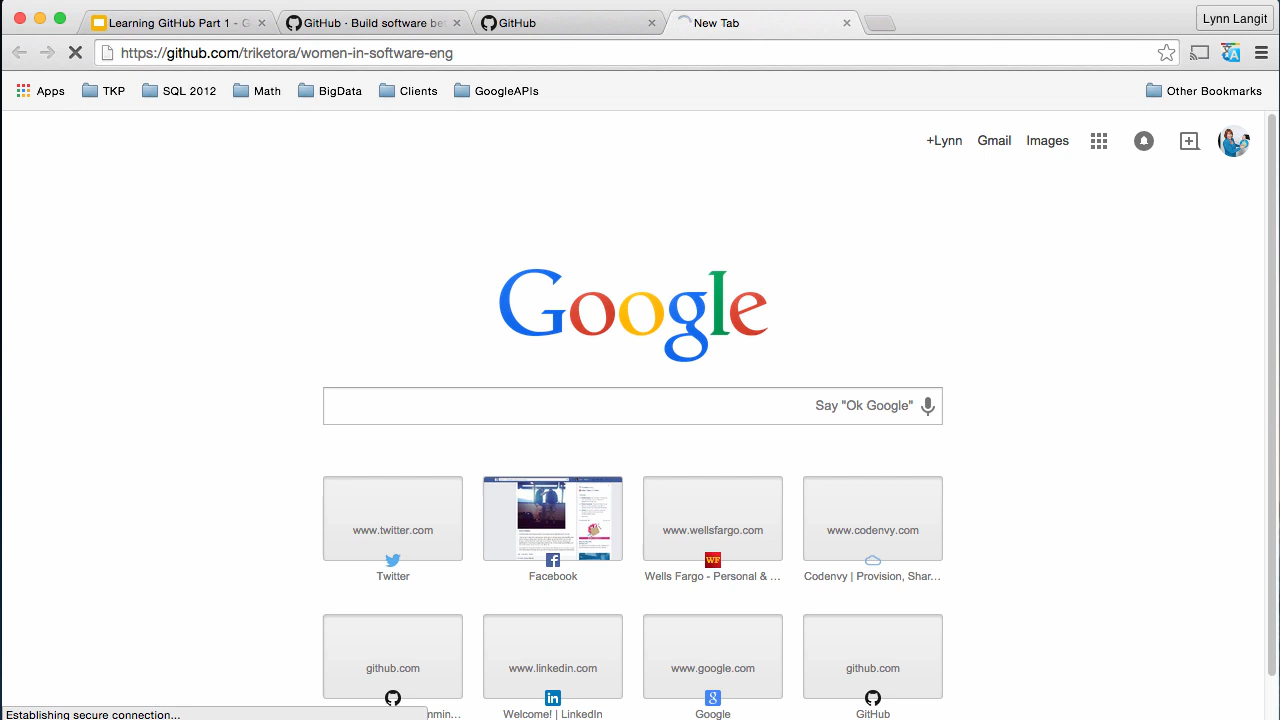 Learning GitHub Part 1 - G
GitHub · Build software be
GitHub
New Tab
Lynn Langit
https://github.com/triketora/women-in-software-eng
Apps
TKP
SQL 2012
Math
BigData
Clients
GoogleAPIs
Other Bookmarks
+Lynn
Gmail
Images
Google
Say "Ok Google"
www.twitter.com
www.wellsfargo.com
www.codenvy.com
WF
Twitter
Facebook
Wells Fargo - Personal & ...
Codenvy | Provision, Shar...
github.com
www.linkedin.com
www.google.com
github.com
Establishing secure connection...
nmin...
Welcome! | LinkedIn
Google
GitHub